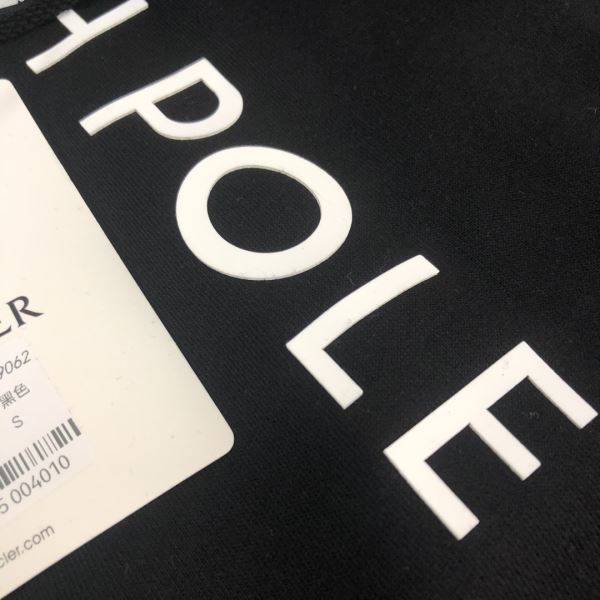 POLE
ER
9062
黑色
S
5 004010
cler.com